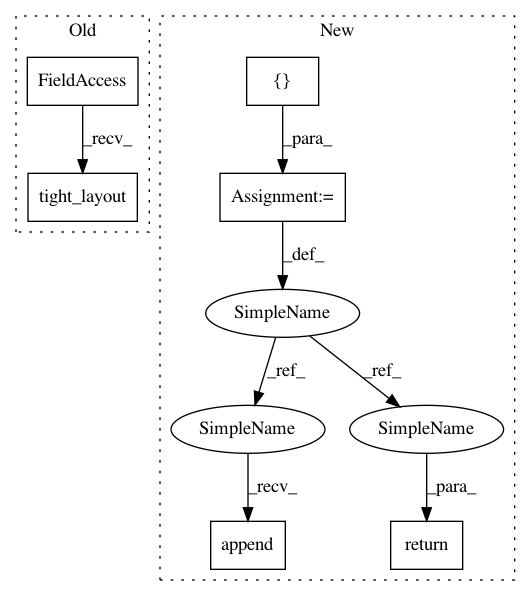 Old
New
FieldAccess
{}
_recv_
_para_
tight_layout
Assignment:=
_def_
SimpleName
_ref_
_ref_
SimpleName
SimpleName
_recv_
_para_
append
return